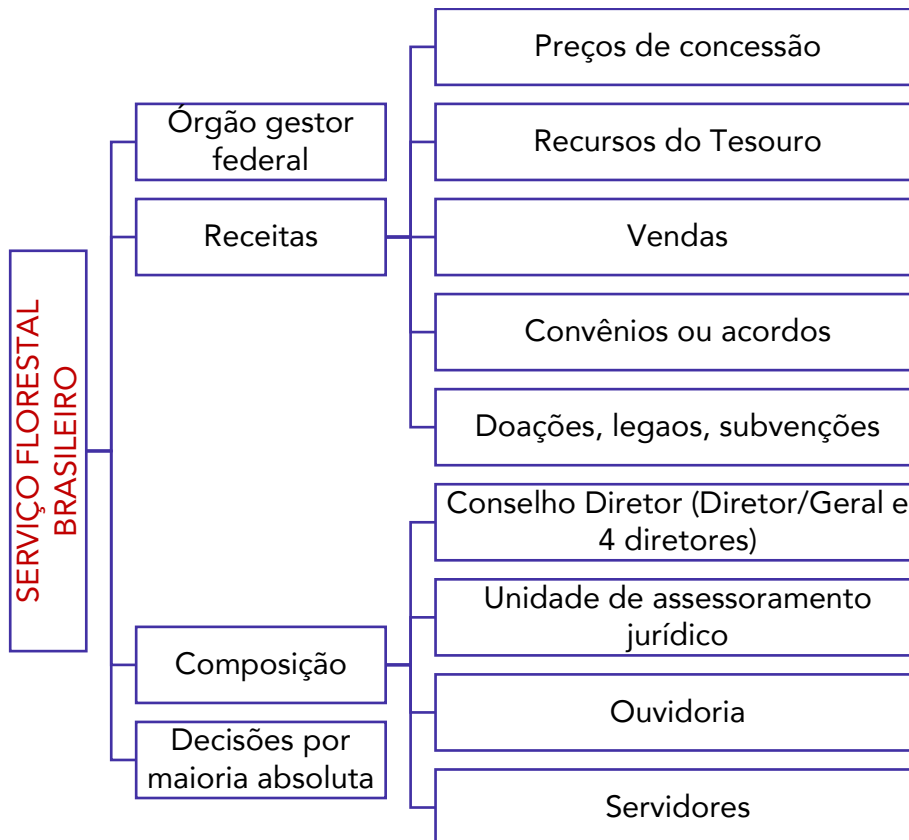 SERVIÇO FLORESTAL
BRASILEIRO
Órgão gestor
federal
Receitas
Preços de concessão
Recursos do Tesouro
Vendas
Convênios ou acordos
Doações, legaos, subvenções
Composição
Conselho Diretor (Diretor/Geral e
4 diretores)
Unidade de assessoramento
jurídico
Ouvidoria
Servidores
Decisões por
maioria absoluta